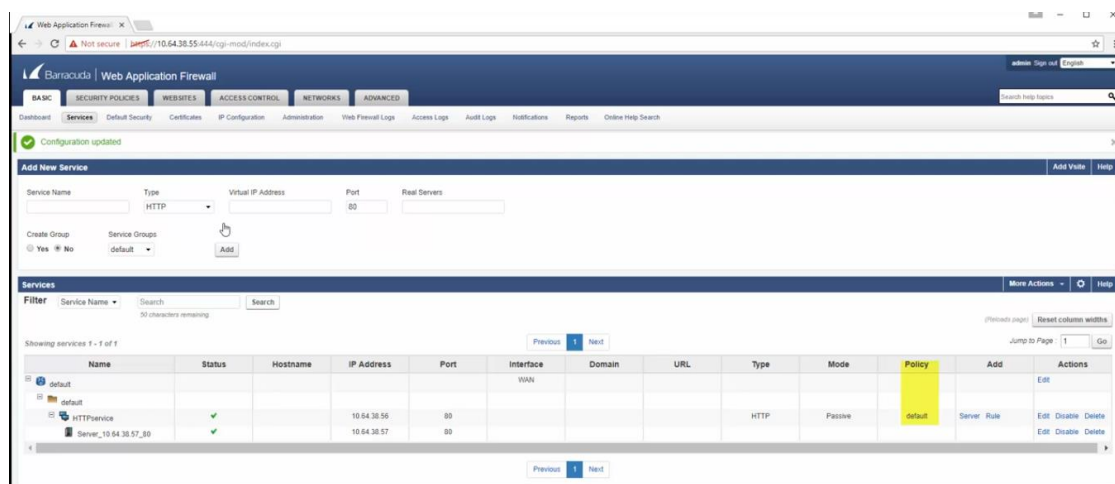 Web Application Firewal
Not secure https://10.64.38.55:444/cgi-mod/index.cgi
admin Sign out English
Barracuda Web Application Firewall
BASIC SECURITY POLICIES WEBSITES ACCESS CONTROL NETWORKS ADVANCED
Search help topics
Dashboard Services Default Security Certificates IP Configuration Administration Web Firewall Logs Access Logs Audit Logs Notifications Reports Online Help Search
Configuration updated
Add New Service Add Vsite Help
Service Name Type Virtual IP Address Port Real Servers
HTTP 80
Create Group Service Groups
Yes No default Add
Services More Actions Help
Filter Service Name Search Search
50 characters remaining
(Reloads page) Reset column widths
Showing services 1 - 1 of 1 Previous 1 Next Jump to Page 1 Go
Name Status Hostname IP Address Port Interface Domain URL Type Mode Policy Add Actions
default WAN Edit
default
HTTPservice 10.64.38.56 80 HTTP Passive default Server Rule Edit Disable Delete
Server_10.64.38.57_80 10.64.38.57 80 Edit Disable Delete
Previous 1 Next